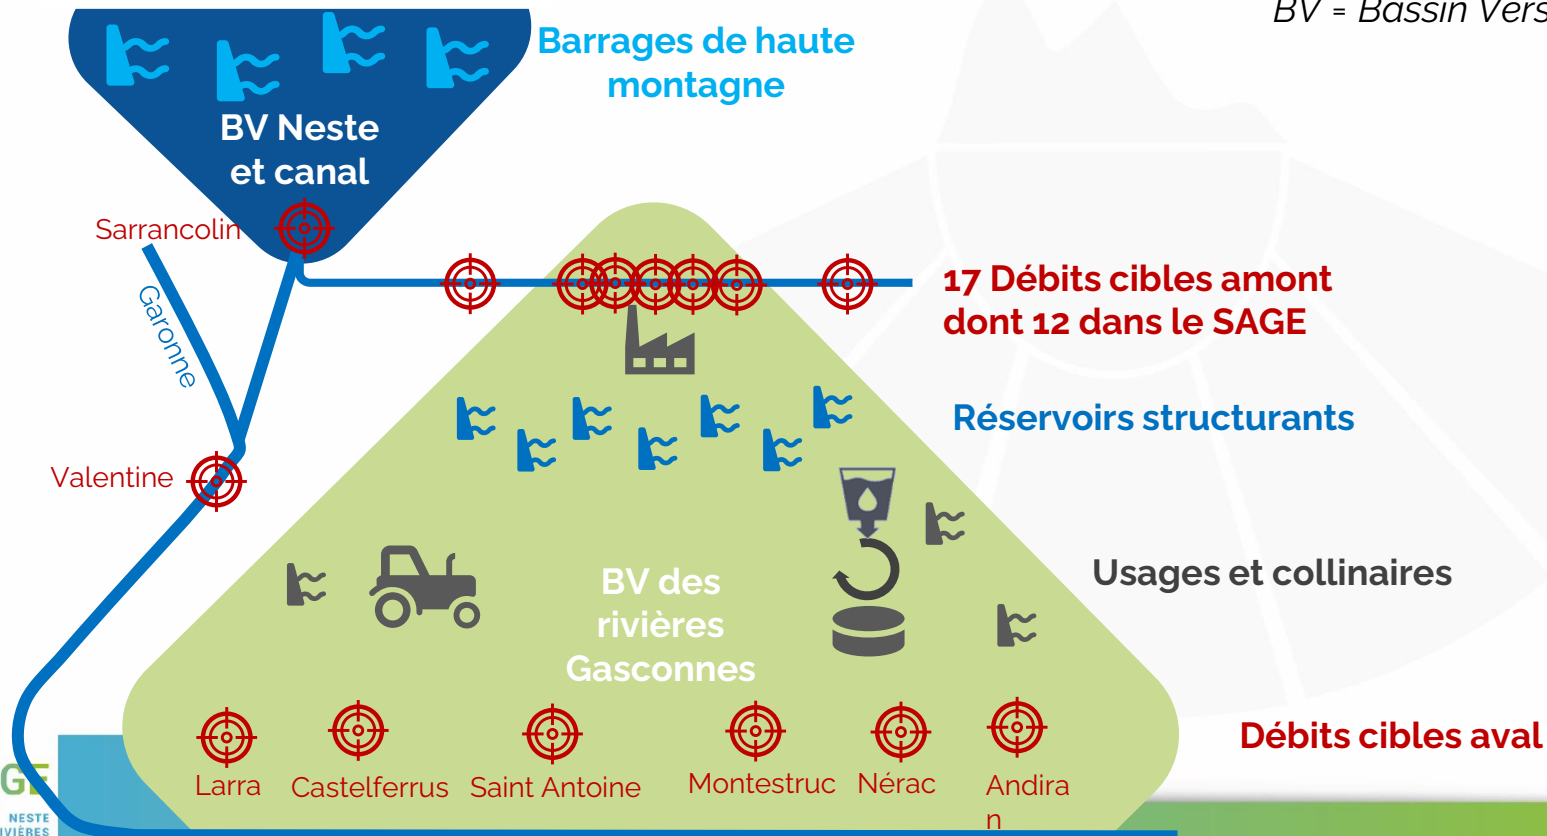 BV = Bassin Vers
Barrages de haute
montagne
BV Neste
et canal
Sarrancolin
Garonne
17 Débits cibles amont
dont 12 dans le SAGE
Réservoirs structurants
Valentine
Usages et collinaires
BV des
rivières
Gasconnes
Débits cibles aval
Larra
Castelferrus
Saint Antoine
Montestruc
Nérac
Andira
n
GE
NESTE
IVIÈRES